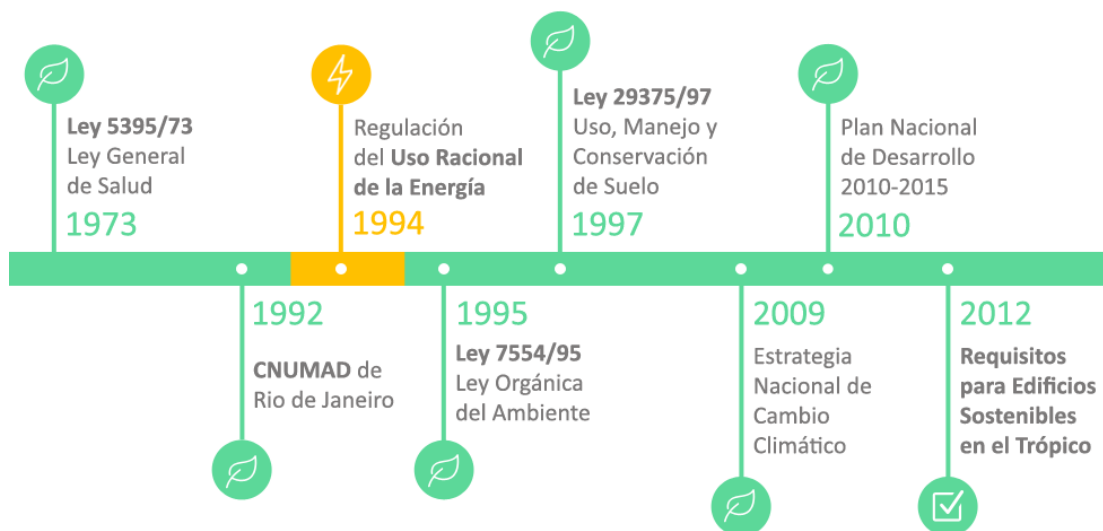 Ley 5395/73
Ley General
de Salud
1973
1992
CNUMAD de
Rio de Janeiro
Regulación
del Uso Racional
de la Energía
1994
1995
Ley 7554/95
Ley Orgánica
del Ambiente
Ley 29375/97
Uso, Manejo y
Conservación
de Suelo
1997
2009
Estrategia
Nacional de
Cambio
Climático
Plan Nacional
de Desarrollo
2010-2015
2010
2012
Requisitos
para Edificios
Sostenibles
en el Trópico